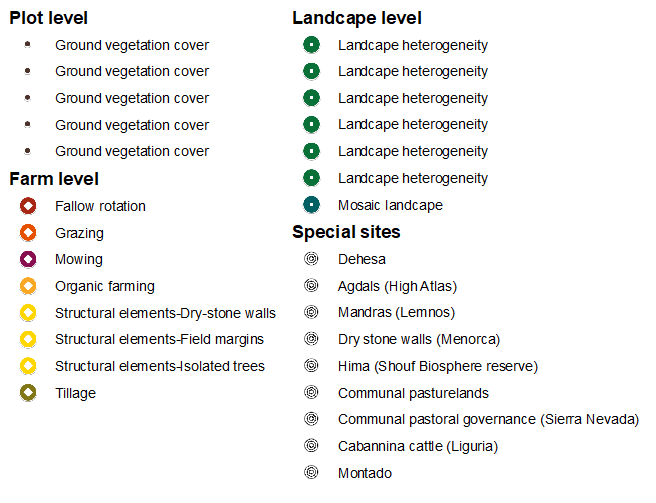 Plot level
Ground vegetation cover
Ground vegetation cover
Ground vegetation cover
Ground vegetation cover
Ground vegetation cover
Farm level
Fallow rotation
Grazing
Mowing
Organic farming
Structural elements-Dry-stone walls
Structural elements-Field margins
Structural elements-Isolated trees
Tillage
Landcape level
Landcape heterogeneity
Landcape heterogeneity
Landcape heterogeneity
Landcape heterogeneity
Landcape heterogeneity
Landcape heterogeneity
Mosaic landscape
Special sites
Dehesa
Agdals (High Atlas)
Mandras (Lemnos)
Dry stone walls (Menorca)
Hima (Shouf Biosphere reserve)
Communal pasturelands
Communal pastoral governance (Sierra Nevada)
Cabannina cattle (Liguria)
Montado